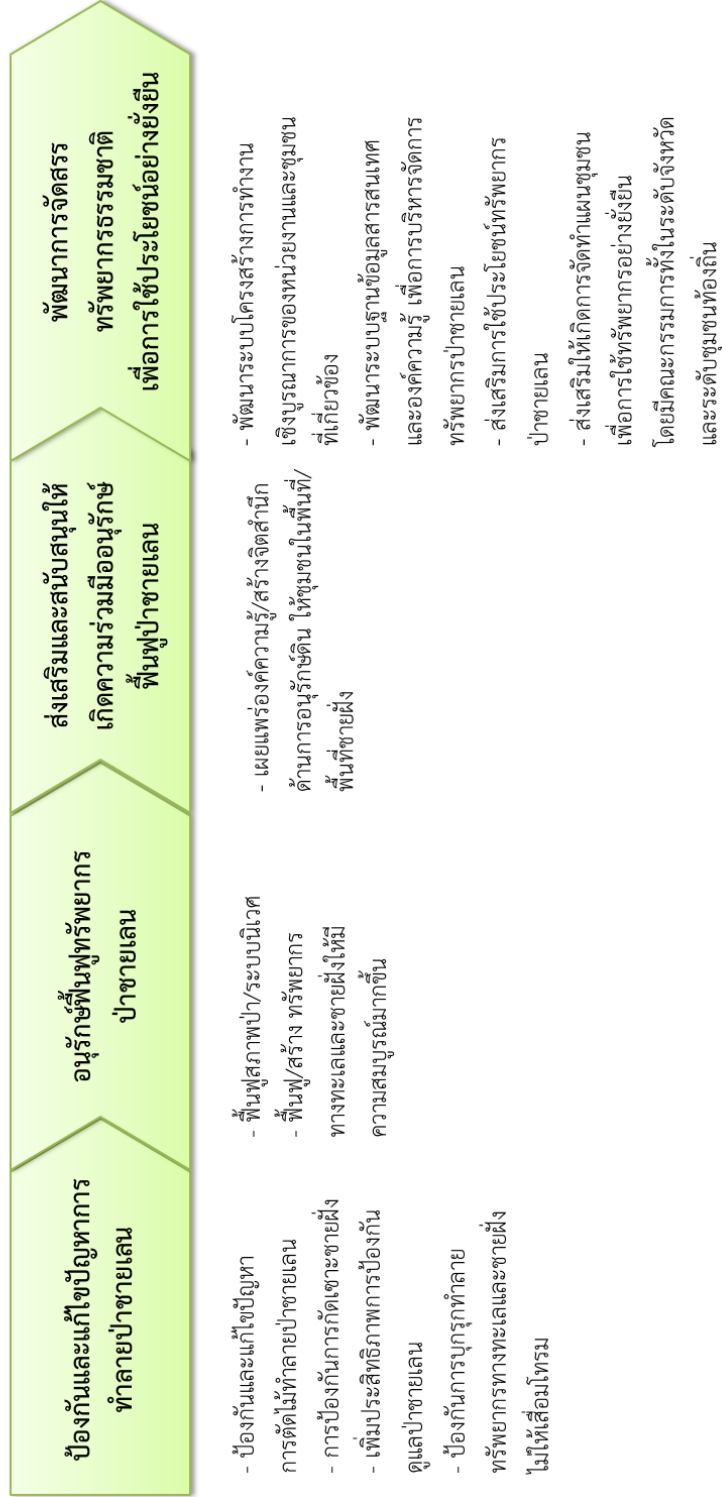 ป้องกันและแก้ไขปัญหาการ
ทำลายป่าชายเลน
- ป้องกันและแก้ไขปัญหา
การตัดไม้ทำลายป่าชายเลน
- การป้องกันการกัดเซาะชายฝั่ง
- เพิ่มประสิทธิภาพการป้องกัน
ดูแลป่าชายเลน
- ป้องกันการบุกรุกทำลาย
ทรัพยากรทางทะเลและชายฝั่ง
ไม่ให้เสื่อมโทรม
อนุรักษ์ฟื้นฟูทรัพยากร
ป่าชายเลน
- ฟื้นฟูสภาพป่า/ระบบนิเวศ
- ฟื้นฟู/สร้าง ทรัพยากร
ทางทะเลและชายฝั่งให้มี
ความสมบูรณ์มากขึ้น
ส่งเสริมและสนับสนุนให้
เกิดความร่วมมืออนุรักษ์
ฟื้นฟูป่าชายเลน
- เผยแพร่องค์ความรู้/สร้างจิตสำนึก
ด้านการอนุรักษ์ดิน ให้ชุมชนในพื้นที่/
พื้นที่ชายฝั่ง
พัฒนาการจัดสรร
ทรัพยากรธรรมชาติ
เพื่อการใช้ประโยชน์อย่างยั่งยืน
- พัฒนาระบบโครงสร้างการทำงาน
เชิงบูรณาการของหน่วยงานและชุมชน
ที่เกี่ยวข้อง
- พัฒนาระบบฐานข้อมูลสารสนเทศ
และองค์ความรู้ เพื่อการบริหารจัดการ
ทรัพยากรป่าชายเลน
- ส่งเสริมการใช้ประโยชน์ทรัพยากร
ป่าชายเลน
- ส่งเสริมให้เกิดการจัดทำแผนชุมชน
เพื่อการใช้ทรัพยากรอย่างยั่งยืน
โดยมีคณะกรรมการทั้งในระดับจังหวัด
และระดับชุมชนท้องถิ่น